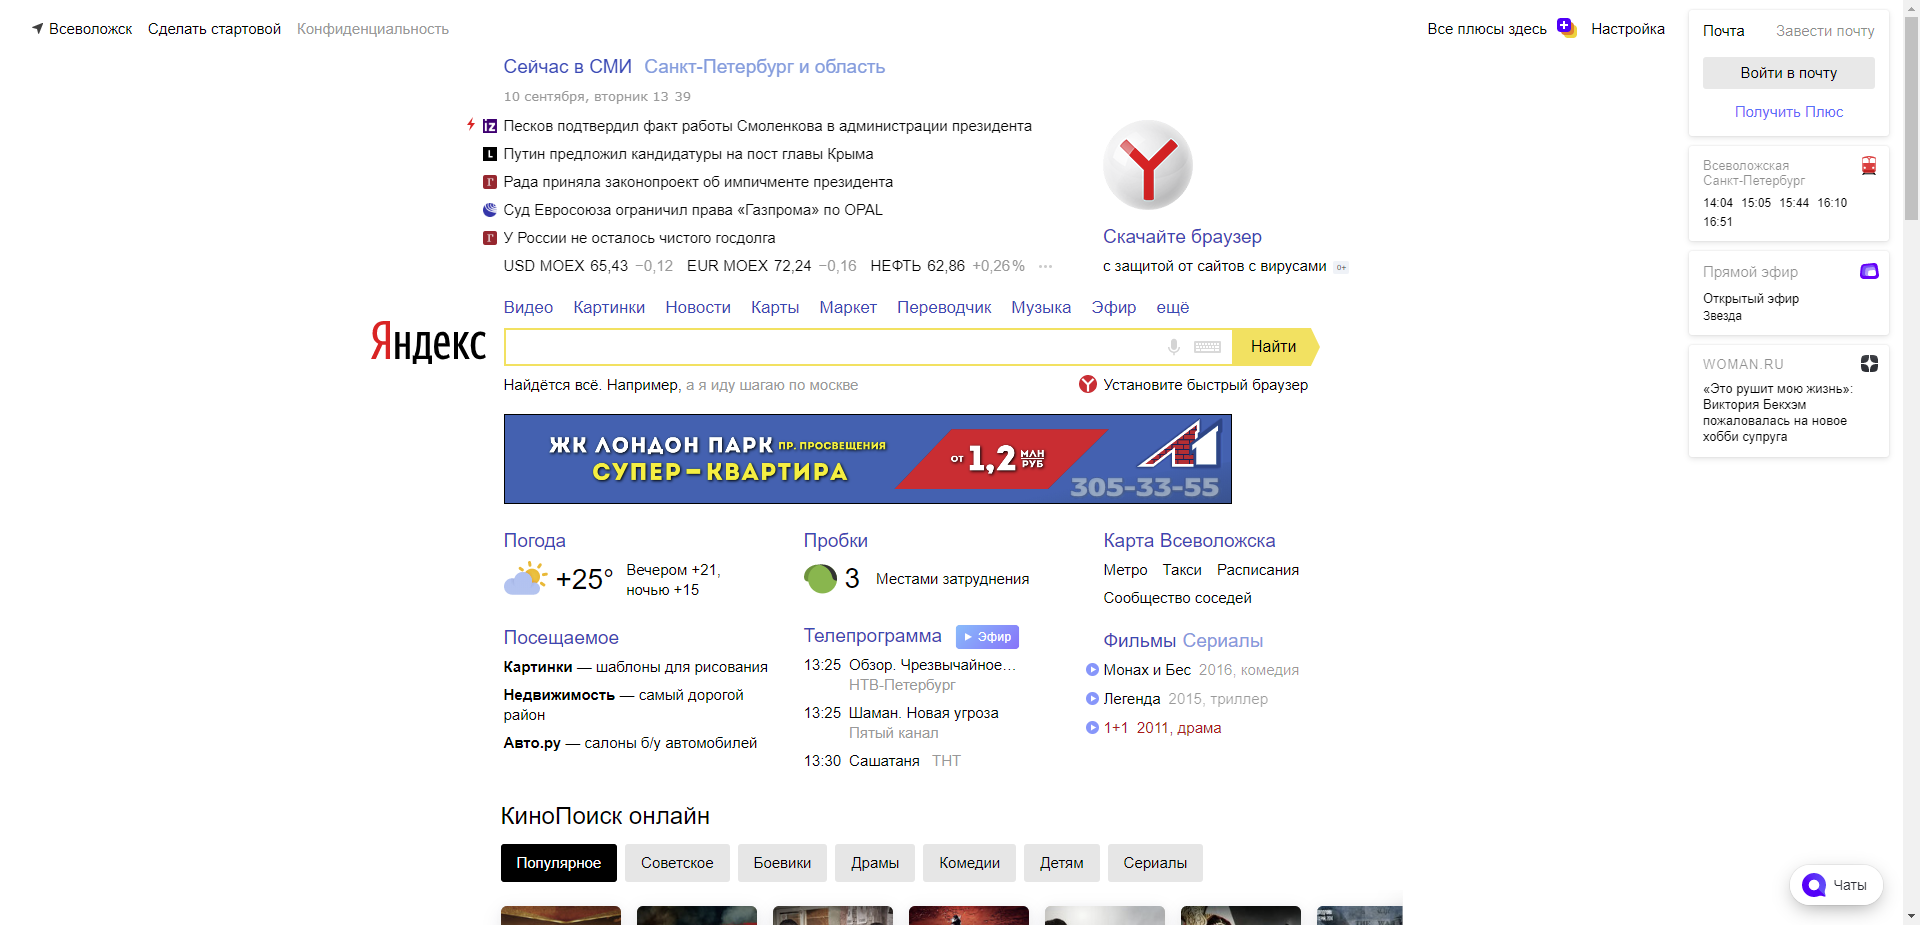 Всеволожск Сделать стартовой Конфиденциальность
Все плюсы здесь Настройка
Почта Завести почту
Войти в почту
Получить Плюс
Всеволожская
Санкт-Петербург
14:04 15:05 15:44 16:10
16:51
Прямой эфир
Открытый эфир
Звезда
WOMAN.RU
«Это рушит мою жизнь»:
Виктория Бекхэм
пожаловалась на новое
хобби супруга
Сейчас в СМИ Санкт-Петербург и область
10 сентября, вторник 13 39
iz Песков подтвердил факт работы Смоленкова в администрации президента
L Путин предложил кандидатуры на пост главы Крыма
Г Рада приняла законопроект об импичменте президента
Суд Евросоюза ограничил права «Газпрома» по OPAL
Г У России не осталось чистого госдолга
USD MOEX 65,43 −0,12 EUR MOEX 72,24 −0,16 НЕФТЬ 62,86 +0,26% ···
Скачайте браузер
с защитой от сайтов с вирусами 0+
Видео Картинки Новости Карты Маркет Переводчик Музыка Эфир ещё
Яндекс
Найти
Найдётся всё. Например, а я иду шагаю по москве
Установите быстрый браузер
ЖК ЛОНДОН ПАРК ПР. ПРОСВЕЩЕНИЯ
СУПЕР–КВАРТИРА
ОТ 1,2 МЛН РУБ
305-33-55
Погода
+25° Вечером +21,
ночью +15
Пробки
3 Местами затруднения
Карта Всеволожска
Метро Такси Расписания
Сообщество соседей
Посещаемое
Картинки — шаблоны для рисования
Недвижимость — самый дорогой
район
Авто.ру — салоны б/у автомобилей
Телепрограмма Эфир
13:25 Обзор. Чрезвычайное…
НТВ-Петербург
13:25 Шаман. Новая угроза
Пятый канал
13:30 Сашатаня ТНТ
Фильмы Сериалы
Монах и Бес 2016, комедия
Легенда 2015, триллер
1+1 2011, драма
КиноПоиск онлайн
Популярное Советское Боевики Драмы Комедии Детям Сериалы
Чаты